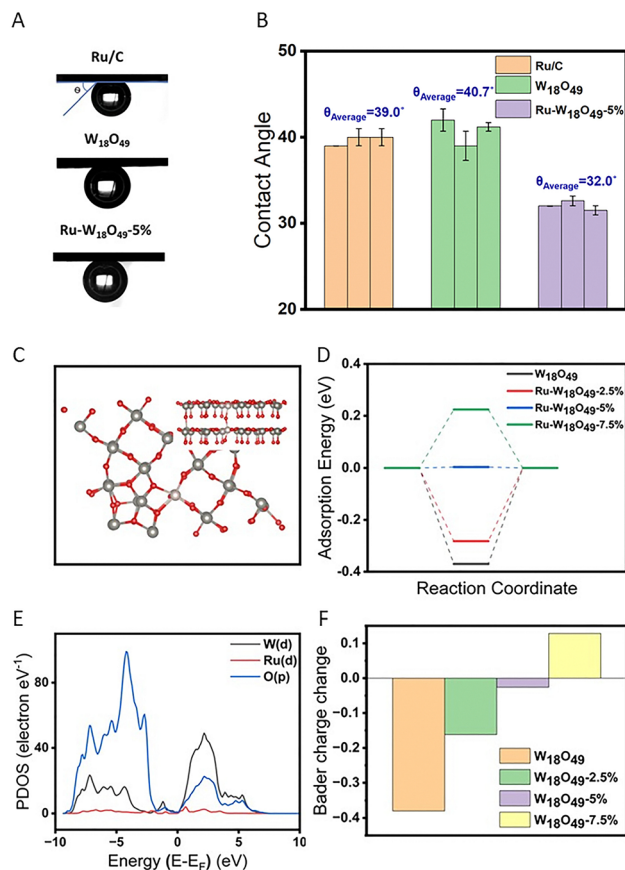 A
Ru/C
Θ
W18O49
Ru-W18O49-5%
B
Contact Angle
50
40
30
20
θAverage=39.0°
θAverage=40.7°
θAverage=32.0°
Ru/C
W18O49
Ru-W18O49-5%
C
D
Adsorption Energy (eV)
0.4
0.2
0.0
-0.2
-0.4
W18O49
Ru-W18O49-2.5%
Ru-W18O49-5%
Ru-W18O49-7.5%
Reaction Coordinate
E
PDOS (electron eV-1)
80
40
0
W(d)
Ru(d)
O(p)
-10 -5 0 5 10
Energy (E-EF) (eV)
F
Bader charge change
0.1
0.0
-0.1
-0.2
-0.3
-0.4
W18O49
W18O49-2.5%
W18O49-5%
W18O49-7.5%